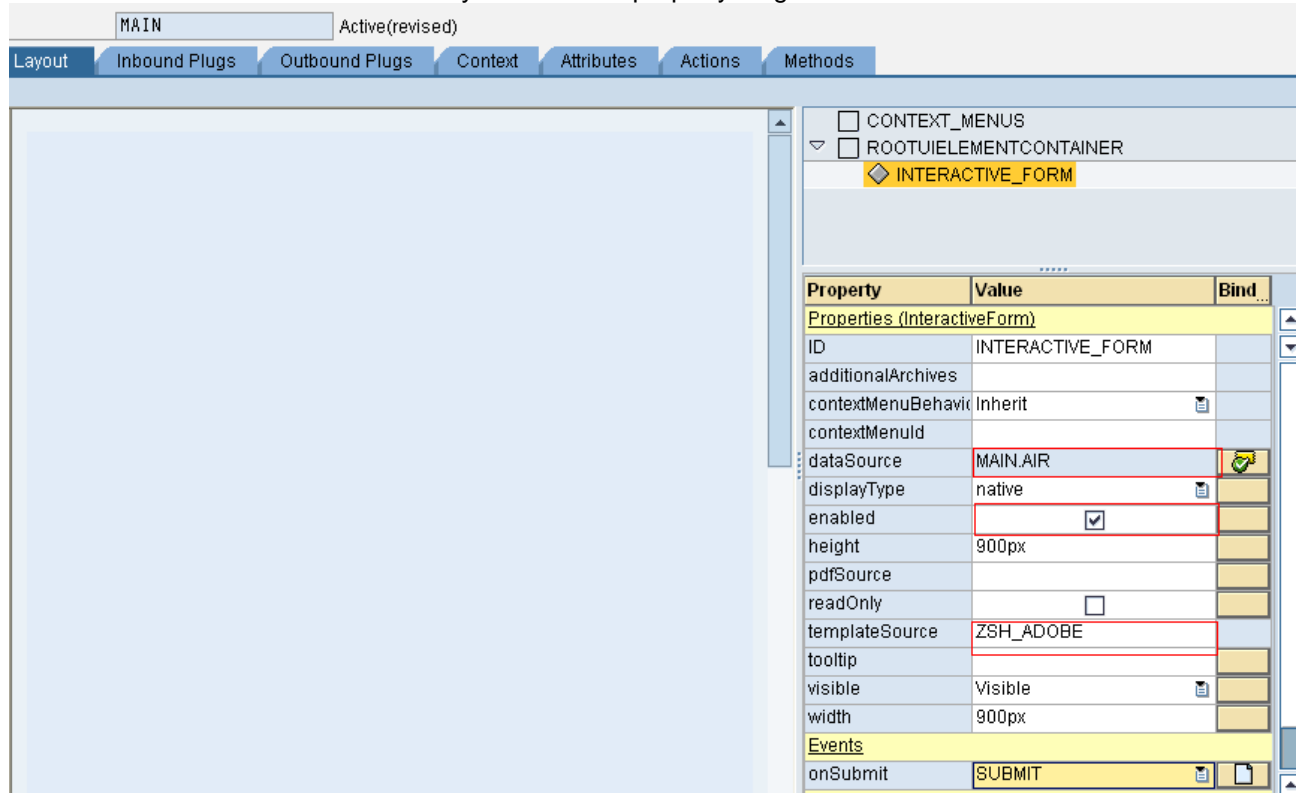 MAIN Active(revised)
Layout Inbound Plugs Outbound Plugs Context Attributes Actions Methods
CONTEXT_MENUS
ROOTUIELEMENTCONTAINER
INTERACTIVE_FORM
Property Value Bind...
Properties (InteractiveForm)
ID INTERACTIVE_FORM
additionalArchives
contextMenuBehavi Inherit
contextMenuId
dataSource MAIN.AIR
displayType native
enabled
height 900px
pdfSource
readOnly
templateSource ZSH_ADOBE
tooltip
visible Visible
width 900px
Events
onSubmit SUBMIT